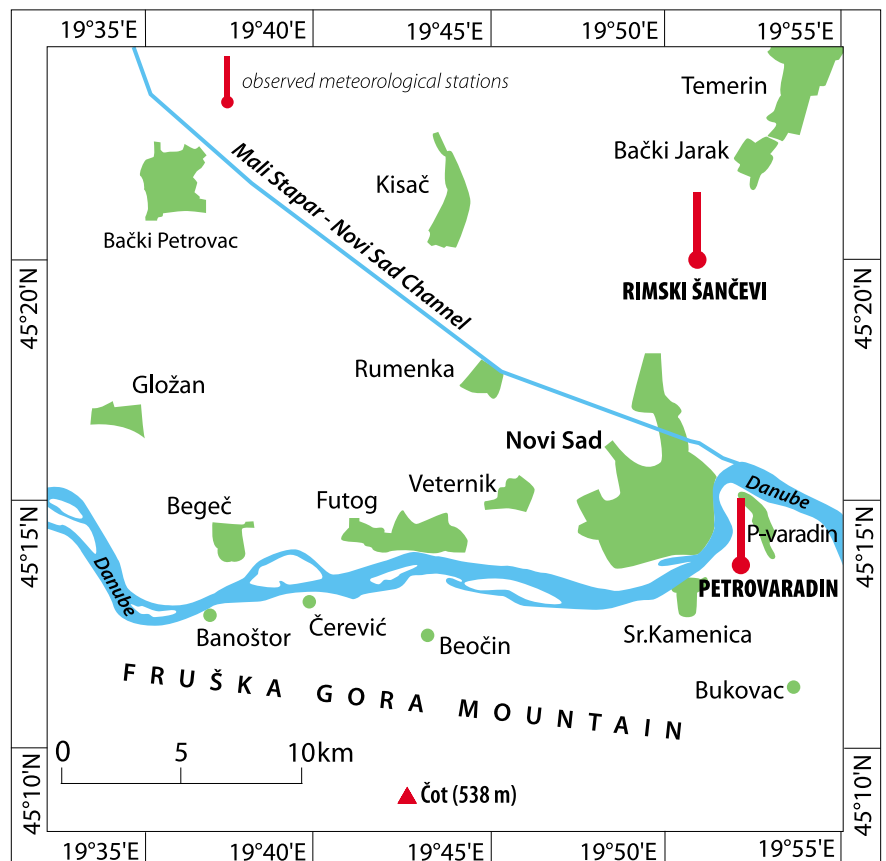 19°35'E 19°40'E 19°45'E 19°50'E 19°55'E
observed meteorological stations
Temerin
Bački Jarak
Kisač
Mali Stapar - Novi Sad Channel
Bački Petrovac
45°20'N
45°20'N
RIMSKI ŠANČEVI
Rumenka
Gložan
Novi Sad
Veternik
Danube
Begeč
Futog
45°15'N
P-varadin
45°15'N
Danube
PETROVARADIN
Banoštor
Čerević
Beočin
Sr.Kamenica
Bukovac
FRUŠKA GORA MOUNTAIN
0 5 10km
45°10'N
45°10'N
Čot (538 m)
19°35'E 19°40'E 19°45'E 19°50'E 19°55'E